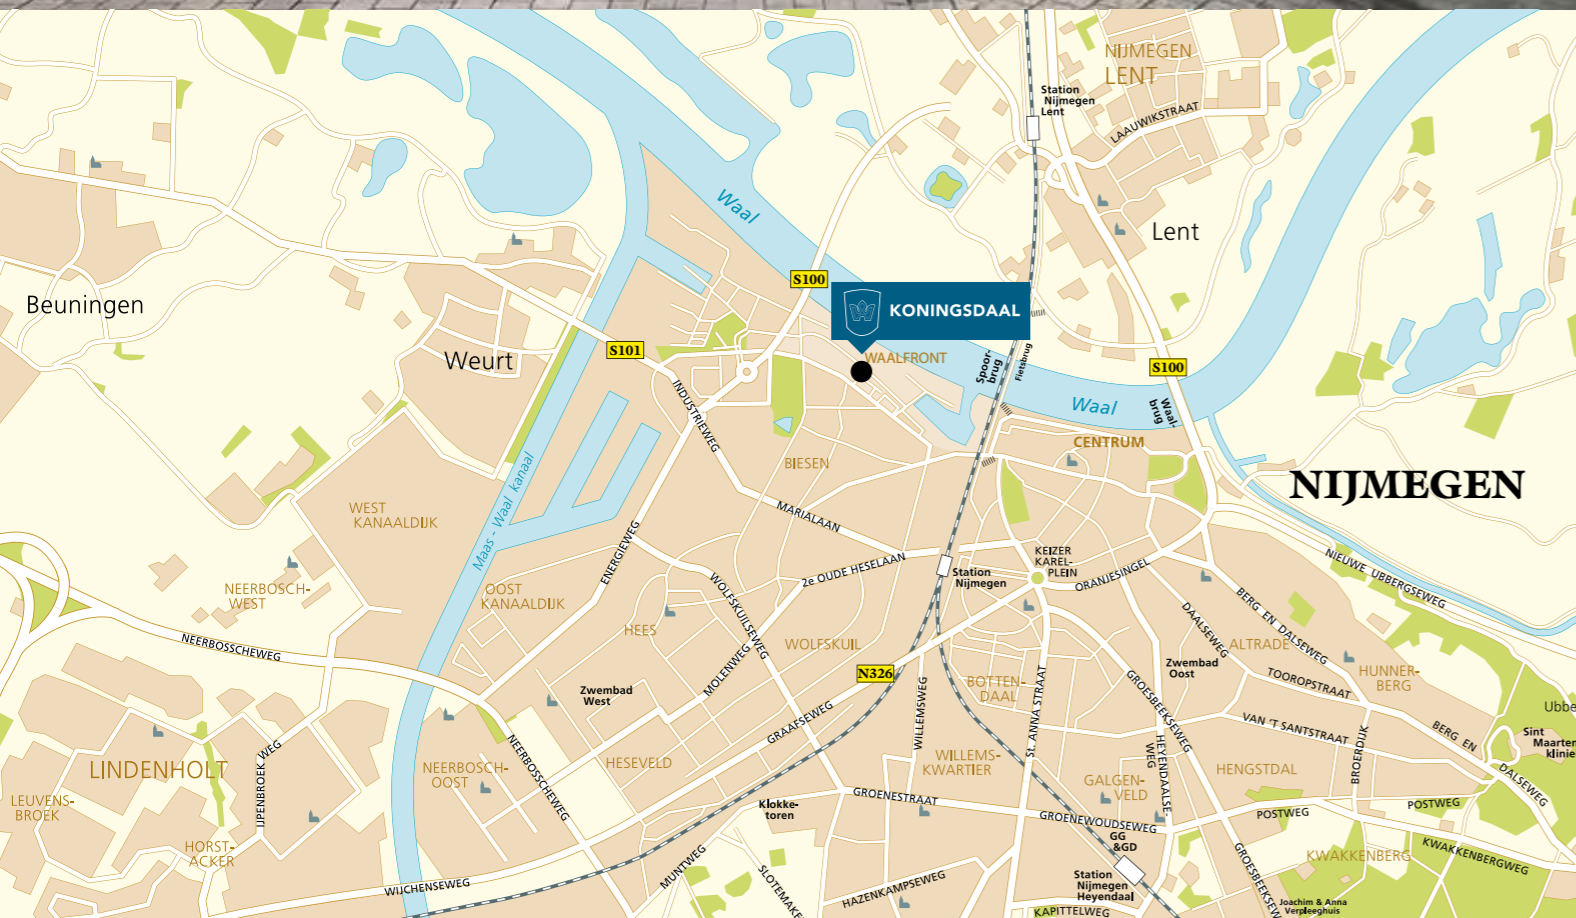 NIJMEGEN
LENT
Station
Nijmegen
Lent
LAAUWIKSTRAAT
Waal
Lent
S100
Beuningen
KONINGSDAAL
Weurt
S101
WAALFRONT
Spoor-
brug
Fietsbrug
S100
INDUSTRIEWEG
Waal
Waal-
brug
CENTRUM
BIESEN
NIJMEGEN
WEST
KANAALDIJK
Maas - Waal kanaal
MARIALAAN
ENERGIEWEG
2e OUDE HESELAAN
KEIZER
KAREL-
PLEIN
Station
Nijmegen
ORANJESINGEL
NIEUWE UBBERGSEWEG
NEERBOSCH-
WEST
OOST
KANAALDIJK
WOLFSKUILSEWEG
BERG EN DALSEWEG
DAALSEWEG
HEES
WOLFSKUIL
ALTRADE
NEERBOSSCHEWEG
MOLENWEG
N326
Zwembad
Oost
HUNNER-
BERG
TOOROPSTRAAT
BOTTEN-
DAAL
Zwembad
West
WILLEMSWEG
St. ANNA STRAAT
GROESBEEKSEWEG
Ubbe
GRAAFSEWEG
VAN 'T SANTSTRAAT
BERG EN
DALSEWEG
Sint
Maarten
klinie
NEERBOSCHEWEG
HEYENDAALSE-
WEG
BROERDIJK
LINDENHOLT
IJPENBROEK WEG
NEERBOSCH-
OOST
HESEVELD
WILLEMS-
KWARTIER
GALGEN-
VELD
HENGSTDAL
LEUVENS-
BROEK
Klokke-
toren
GROENESTRAAT
GROENEWOUDSEWEG
POSTWEG
POSTWEG
GG
&GD
HORST-
ACKER
KWAKKENBERG
KWAKKENBERGWEG
MUNTWEG
SLOTEMAKE
WIJCHENSEWEG
HAZENKAMPSEWEG
Station
Nijmegen
Heyendaal
GROESBEEKSEW
KAPITTELWEG
Joachim & Anna
Verpleeghuis